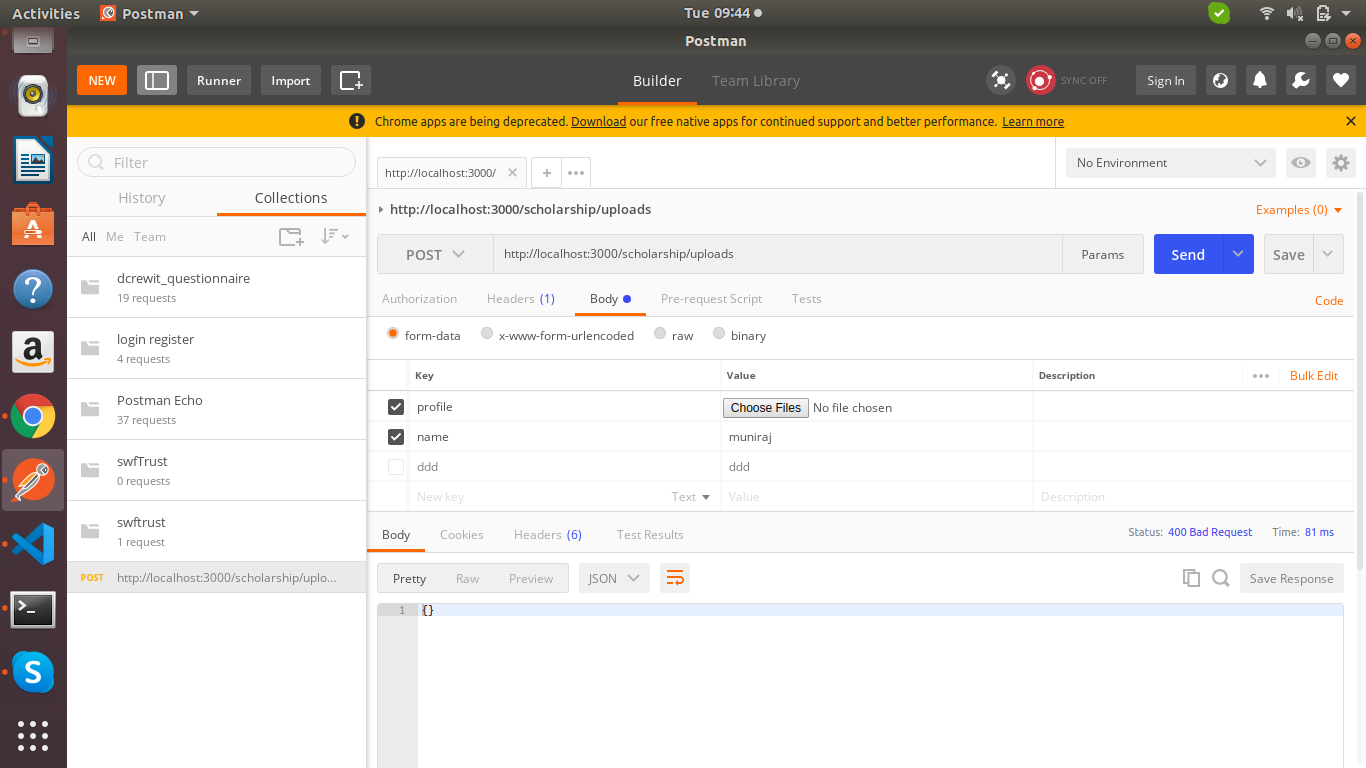 Activities Postman Tue 09:44
Postman
NEW Runner Import Builder Team Library SYNC OFF Sign In
Chrome apps are being deprecated. Download our free native apps for continued support and better performance. Learn more
Filter
History Collections
All Me Team
dcrewit_questionnaire
19 requests
login register
4 requests
Postman Echo
37 requests
swfTrust
0 requests
swftrust
1 request
POST http://localhost:3000/scholarship/uplo...
http://localhost:3000/ + •••
No Environment
http://localhost:3000/scholarship/uploads Examples (0)
POST http://localhost:3000/scholarship/uploads Params Send Save
Authorization Headers (1) Body Pre-request Script Tests Code
form-data x-www-form-urlencoded raw binary
Key Value Description ••• Bulk Edit
profile Choose Files No file chosen
name muniraj
ddd ddd
New key Text Value Description
Body Cookies Headers (6) Test Results Status: 400 Bad Request Time: 81 ms
Pretty Raw Preview JSON Save Response
1 {}